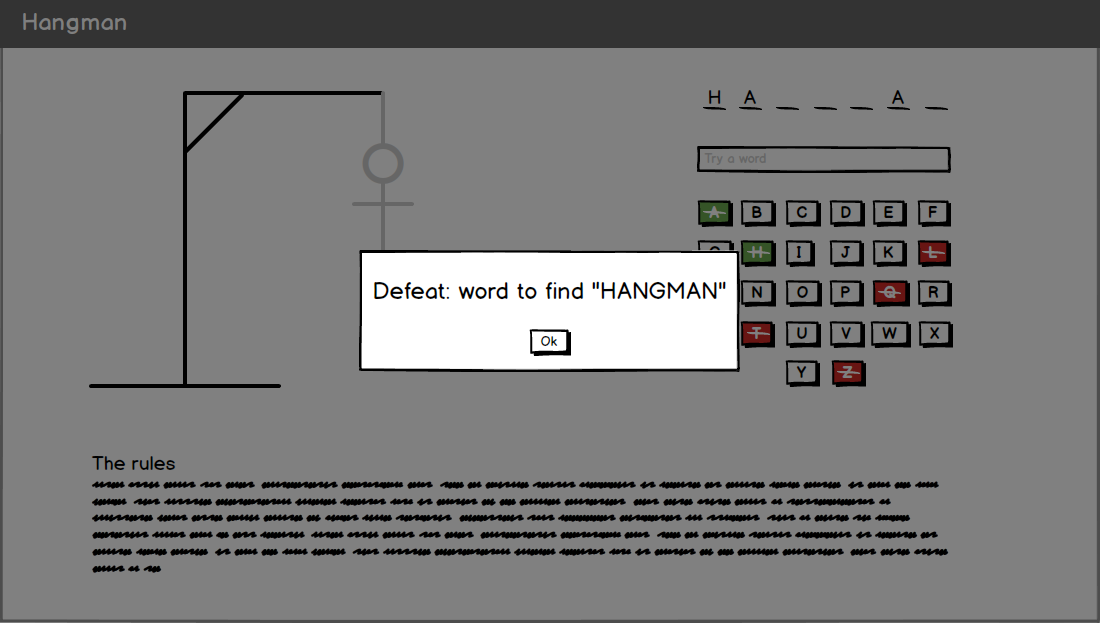 Hangman
H A _ _ _ A _
Try a word
A B C D E F
H I J K L
N O P Q R
Defeat: word to find "HANGMAN"
T U V W X
Ok
Y Z
The rules